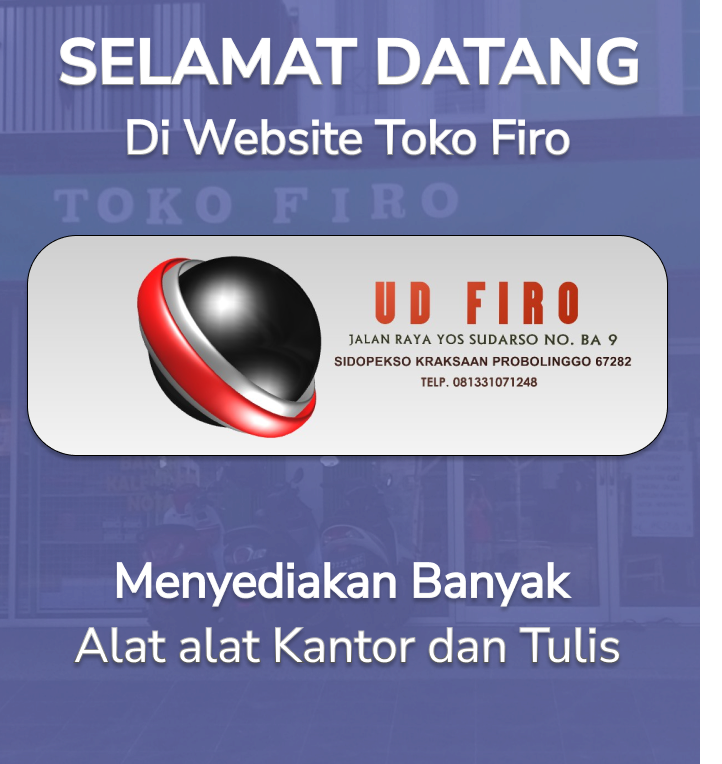 SELAMAT DATANG
Di Website Toko Firo
TOKO FIRO
UD FIRO
JALAN RAYA YOS SUDARSO NO. BA 9
SIDOPEKSO KRAKSAAN PROBOLINGGO 67282
TELP. 081331071248
Menyediakan Banyak
Alat alat Kantor dan Tulis